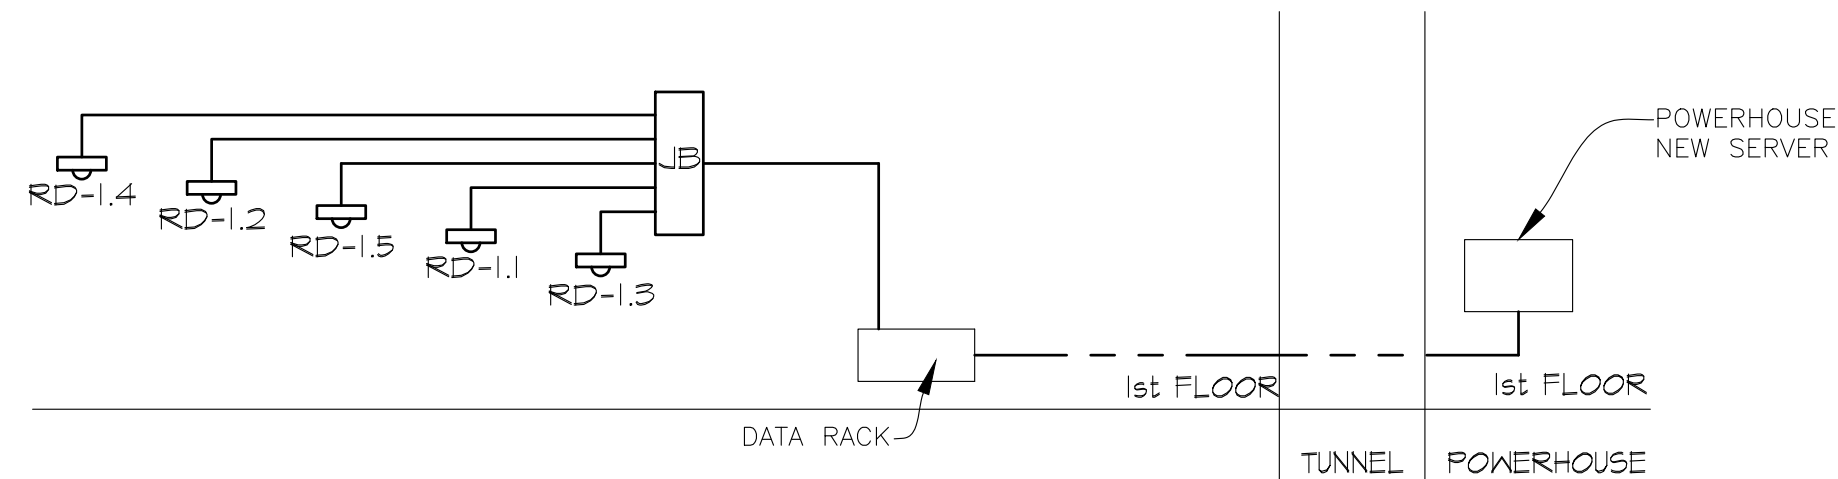 POWERHOUSE
NEW SERVER
JB
RD-1.4
RD-1.2
RD-1.5
RD-1.1
RD-1.3
1st FLOOR
1st FLOOR
DATA RACK
TUNNEL
POWERHOUSE